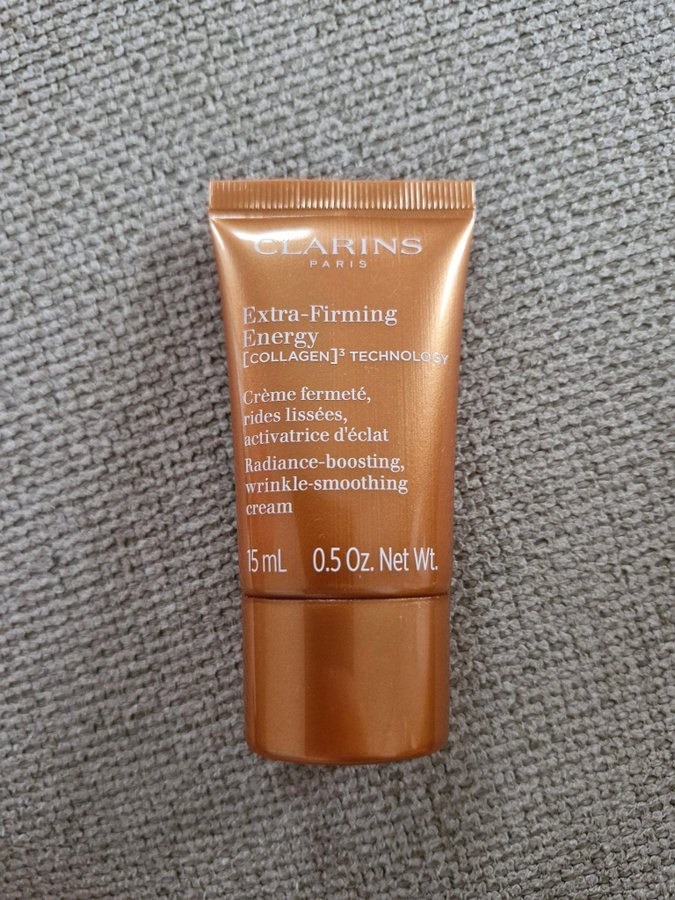 CLARINS
PARIS
Extra-Firming
Energy
[COLLAGEN]³ TECHNOLOGY
Crème fermeté,
rides lissées,
activatrice d'éclat
Radiance-boosting,
wrinkle-smoothing
cream
15 mL 0.5 Oz. Net Wt.